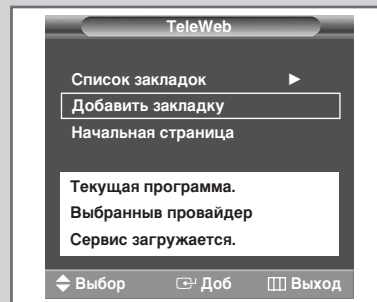 TeleWeb
Список закладок
Добавить закладку
Начальная страница
Текущая программа.
Выбранныв провайдер
Сервис загружается.
Выбор Доб Выход